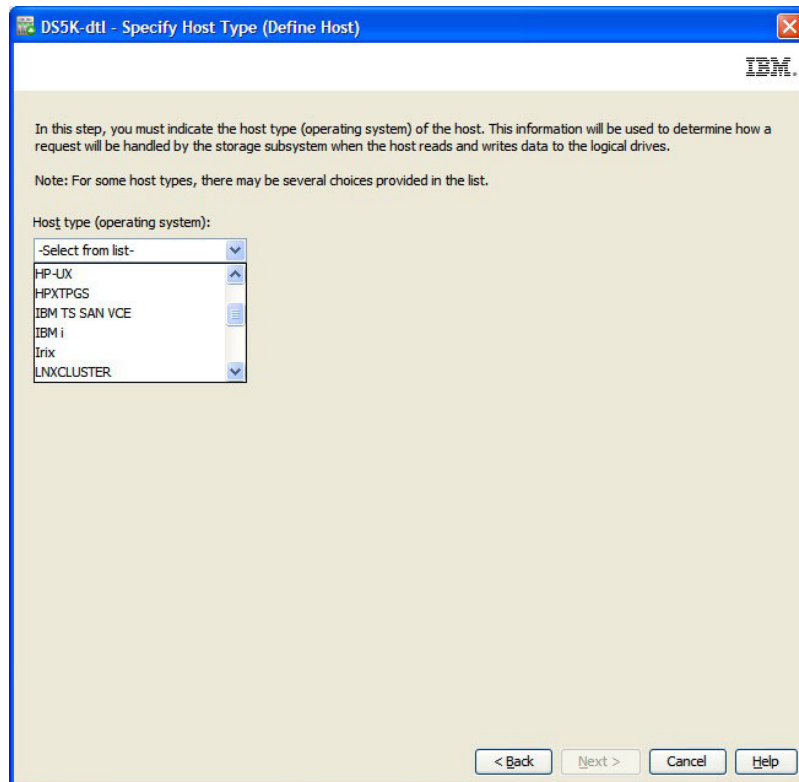 DS5K-dtl - Specify Host Type (Define Host)
IBM.
In this step, you must indicate the host type (operating system) of the host. This information will be used to determine how a
request will be handled by the storage subsystem when the host reads and writes data to the logical drives.
Note: For some host types, there may be several choices provided in the list.
Host type (operating system):
-Select from list-
HP-UX
HPXTPGS
IBM TS SAN VCE
IBM i
Irix
LNXCLUSTER
< Back
Next >
Cancel
Help